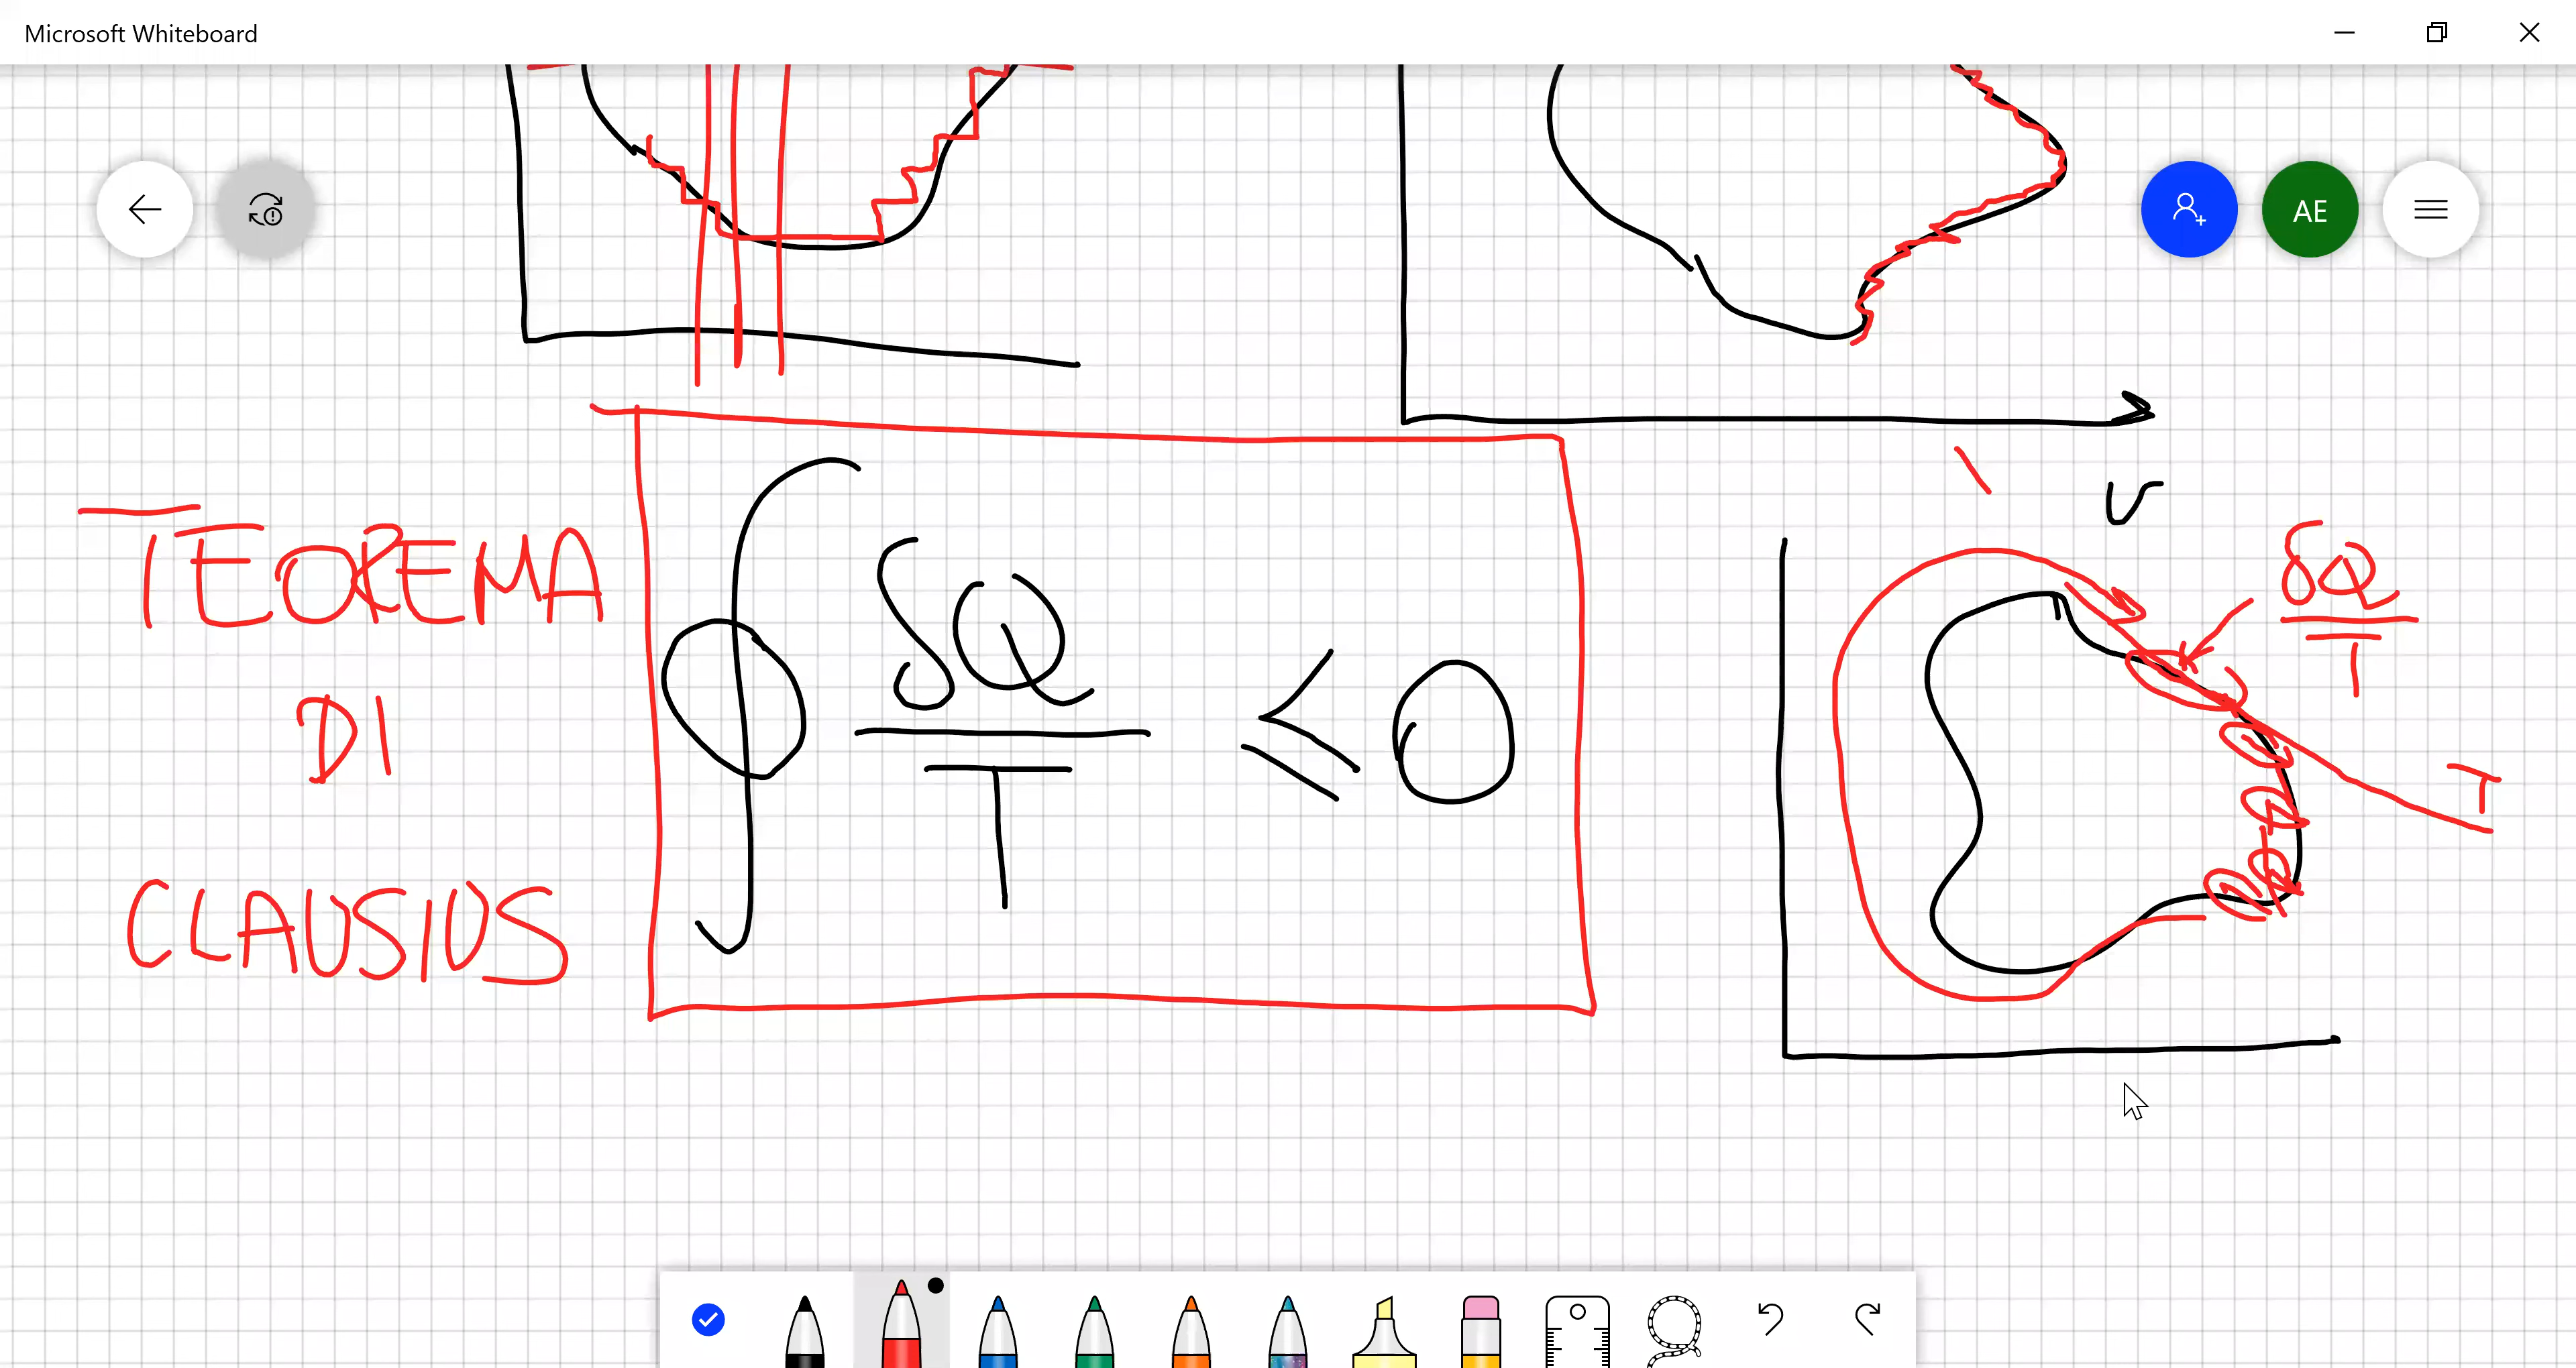 Microsoft Whiteboard
AE
v
TEOREMA
DI
CLAUSIUS
∮ δQ/T ≤ 0
δQ/T
T